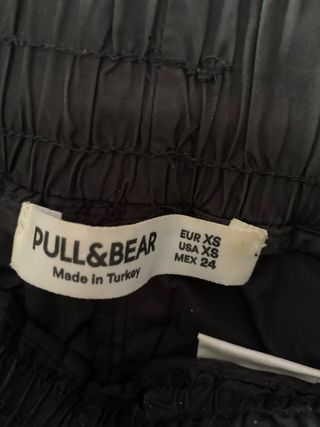 PULL&BEAR
Made in Turkey
EUR XS
USA XS
MEX 24